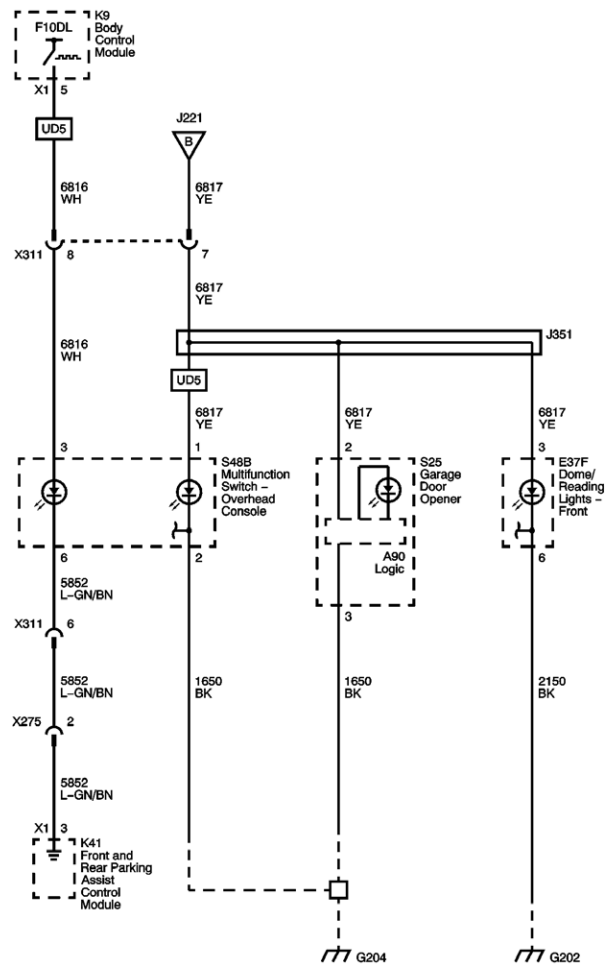 F10DL
K9
Body
Control
Module
X1 5
UD5
J221
B
6816
WH
6817
YE
X311 8
7
6817
YE
J351
6816
WH
UD5
6817
YE
6817
YE
6817
YE
3
1
S48B
Multifunction
Switch –
Overhead
Console
2
S25
Garage
Door
Opener
3
E37F
Dome/
Reading
Lights –
Front
A90
Logic
6
2
3
6
5852
L-GN/BN
X311 6
5852
L-GN/BN
1650
BK
1650
BK
2150
BK
X275 2
5852
L-GN/BN
X1 3
K41
Front and
Rear Parking
Assist
Control
Module
G204
G202